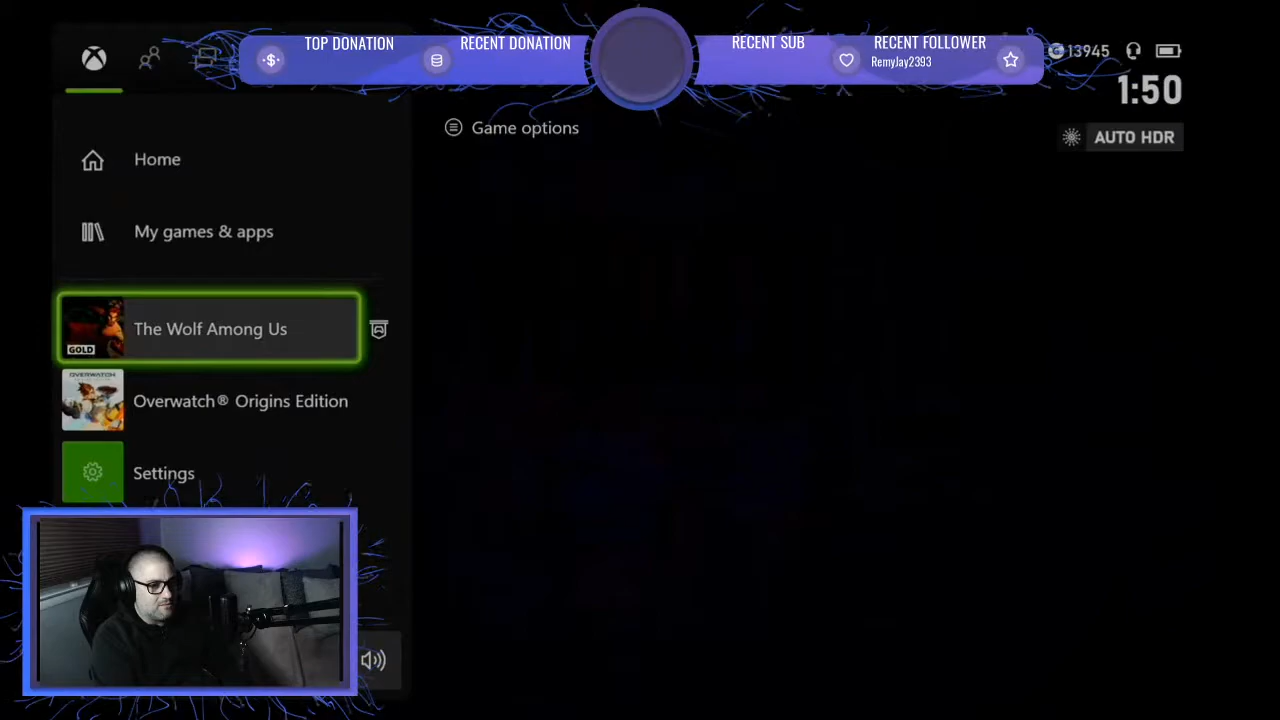 TOP DONATION
RECENT DONATION
RECENT SUB
RECENT FOLLOWER
RemyJay2393
13945
1:50
AUTO HDR
Game options
Home
My games & apps
The Wolf Among Us
GOLD
OVERWATCH
Overwatch® Origins Edition
Settings